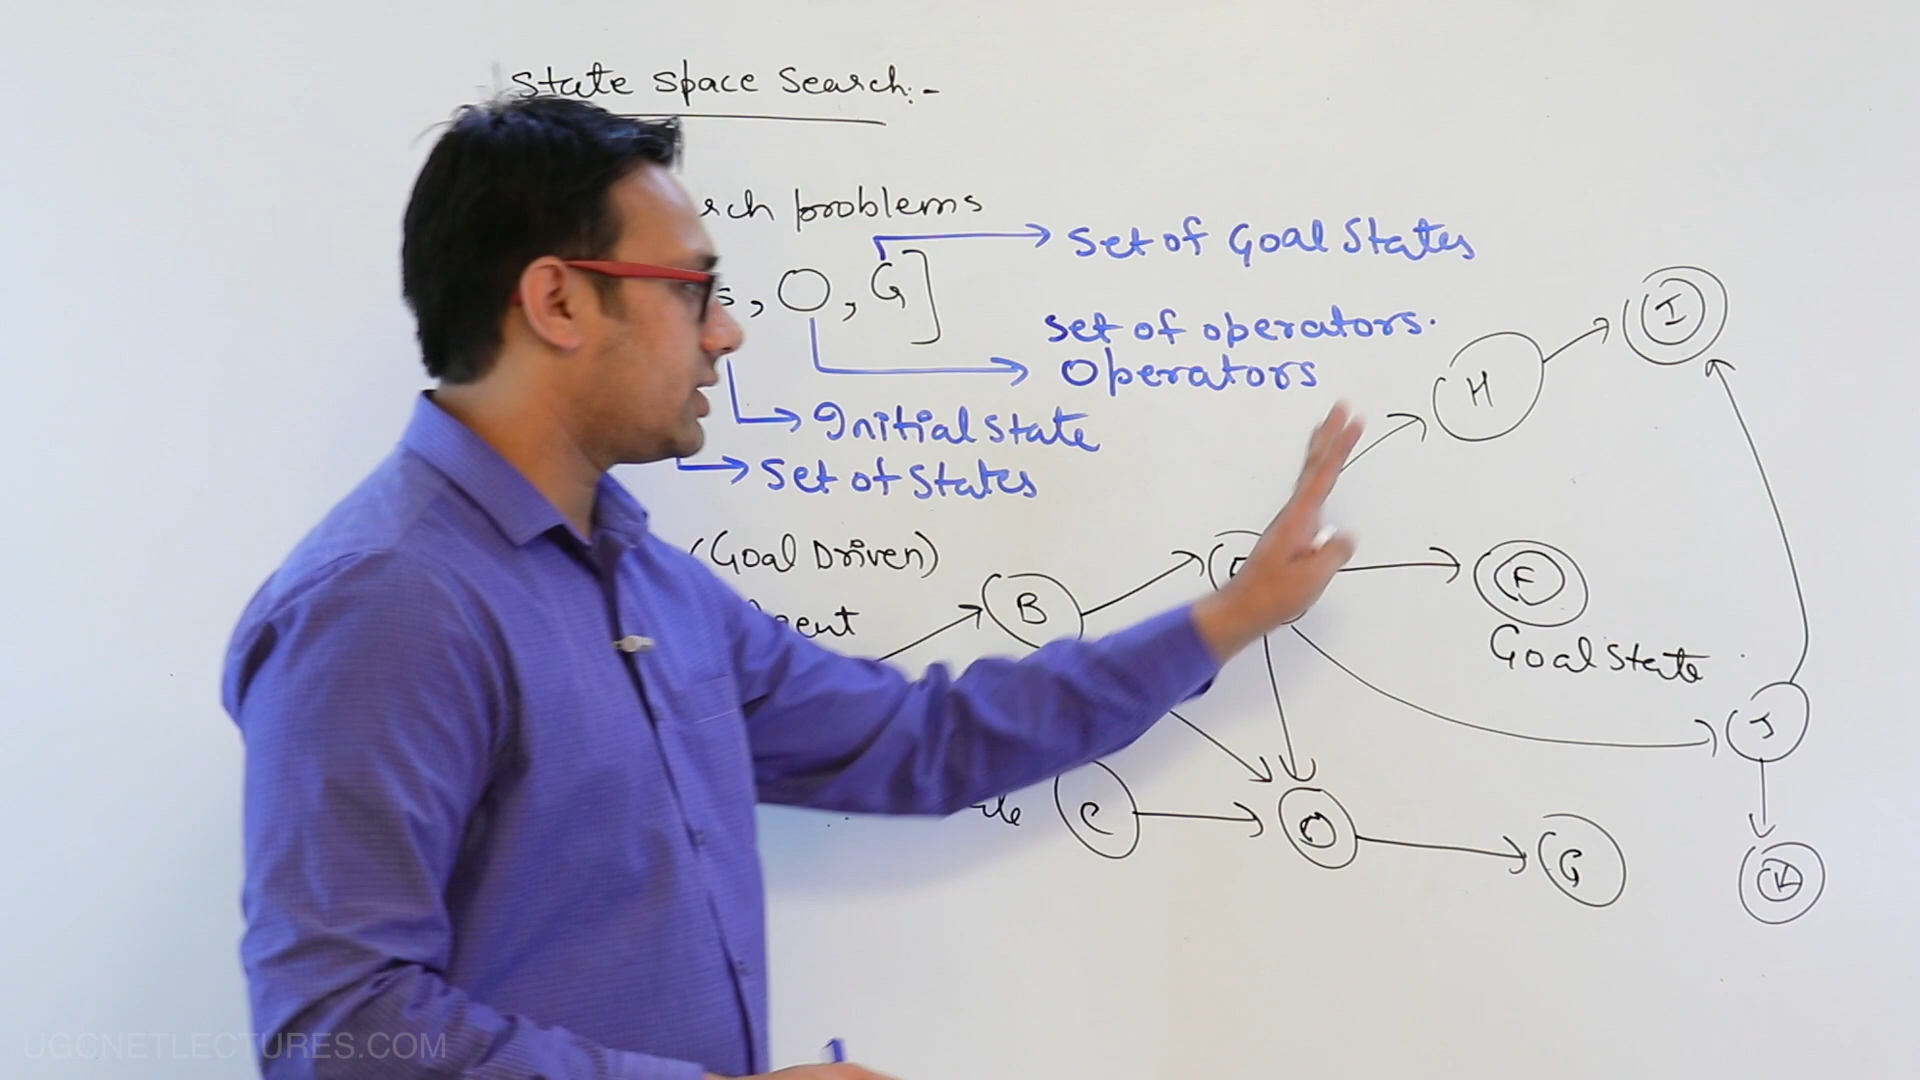 State Space Search:-
rch problems
Set of Goal States
s, O, G]
set of operators.
Operators
Initial state
Set of States
(Goal Driven)
B
C
D
F
G
H
I
J
K
Goal State
UGCNETLECTURES.COM